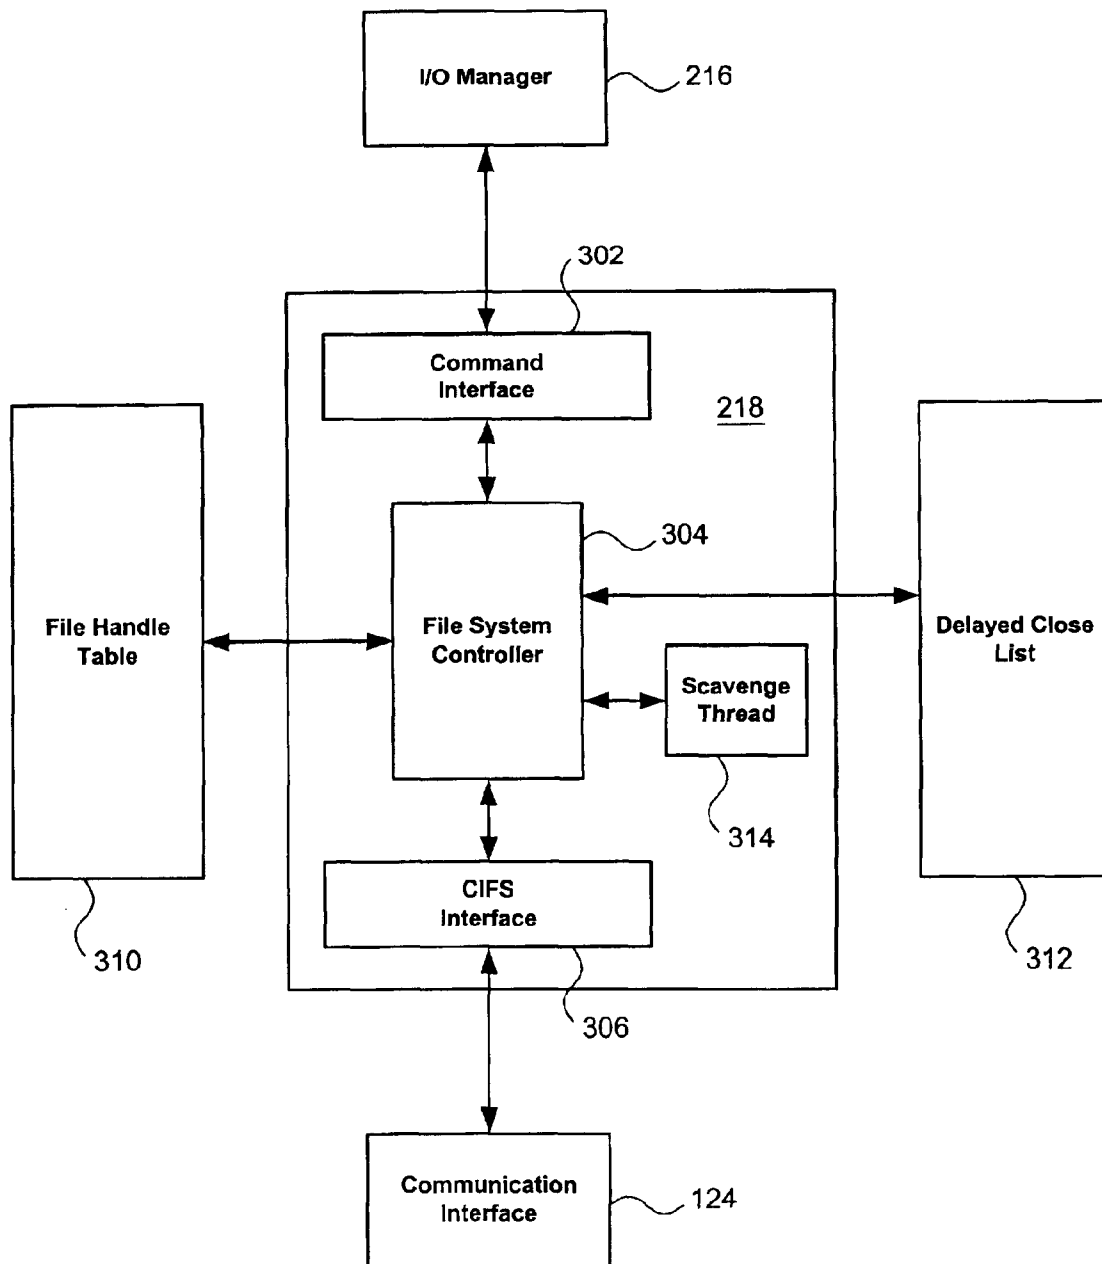 I/O Manager
216
302
Command
Interface
218
304
File Handle
Table
File System
Controller
Delayed Close
List
Scavenge
Thread
314
CIFS
Interface
310
312
306
Communication
Interface
124